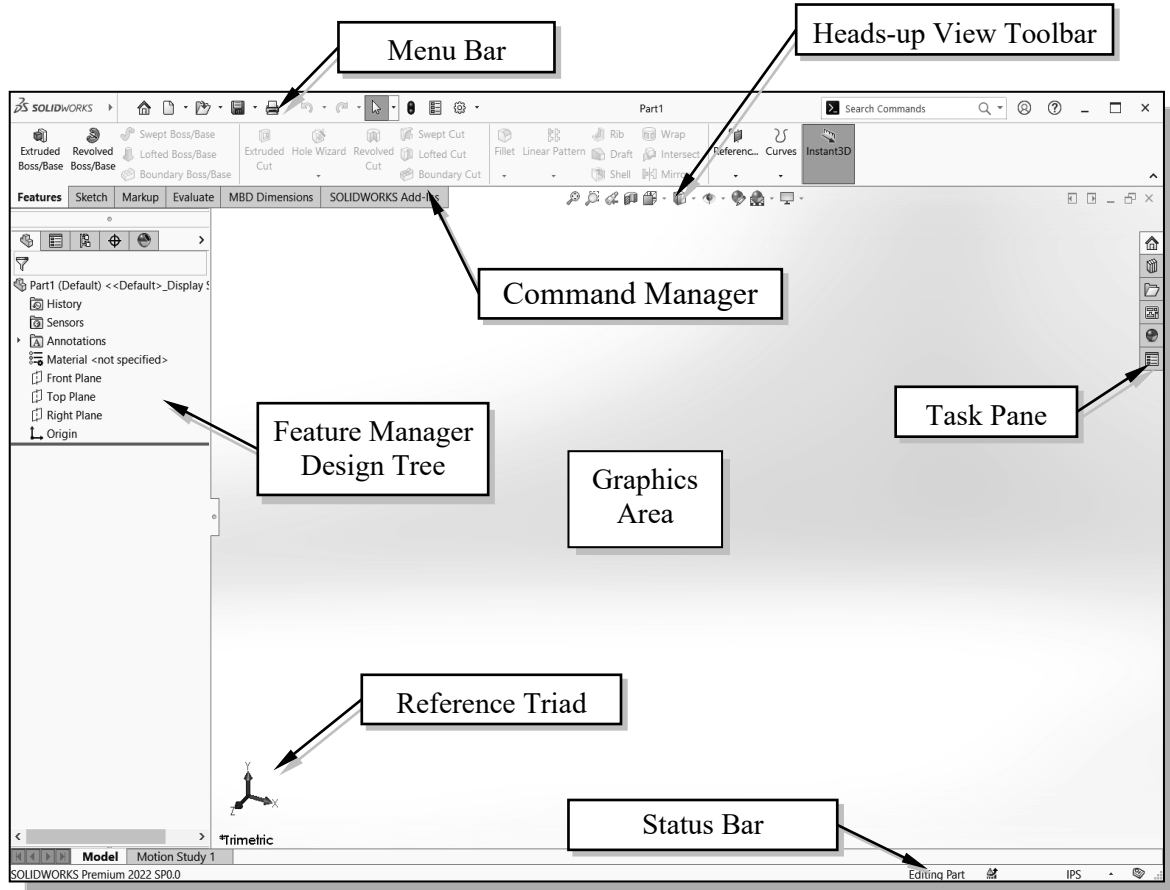 Menu Bar
Heads-up View Toolbar
SOLIDWORKS
Part1
Search Commands
Extruded Boss/Base
Revolved Boss/Base
Swept Boss/Base
Lofted Boss/Base
Boundary Boss/Base
Extruded Cut
Hole Wizard
Revolved Cut
Swept Cut
Lofted Cut
Boundary Cut
Fillet
Linear Pattern
Rib
Draft
Shell
Wrap
Intersect
Mirror
Referenc...
Curves
Instant3D
Features Sketch Markup Evaluate MBD Dimensions SOLIDWORKS Add-Ins
Command Manager
Part1 (Default) <<Default>_Display S
History
Sensors
Annotations
Material <not specified>
Front Plane
Top Plane
Right Plane
Origin
Feature Manager
Design Tree
Graphics
Area
Task Pane
Reference Triad
Y
X
Z
*Trimetric
Status Bar
Model Motion Study 1
SOLIDWORKS Premium 2022 SP0.0
Editing Part
IPS